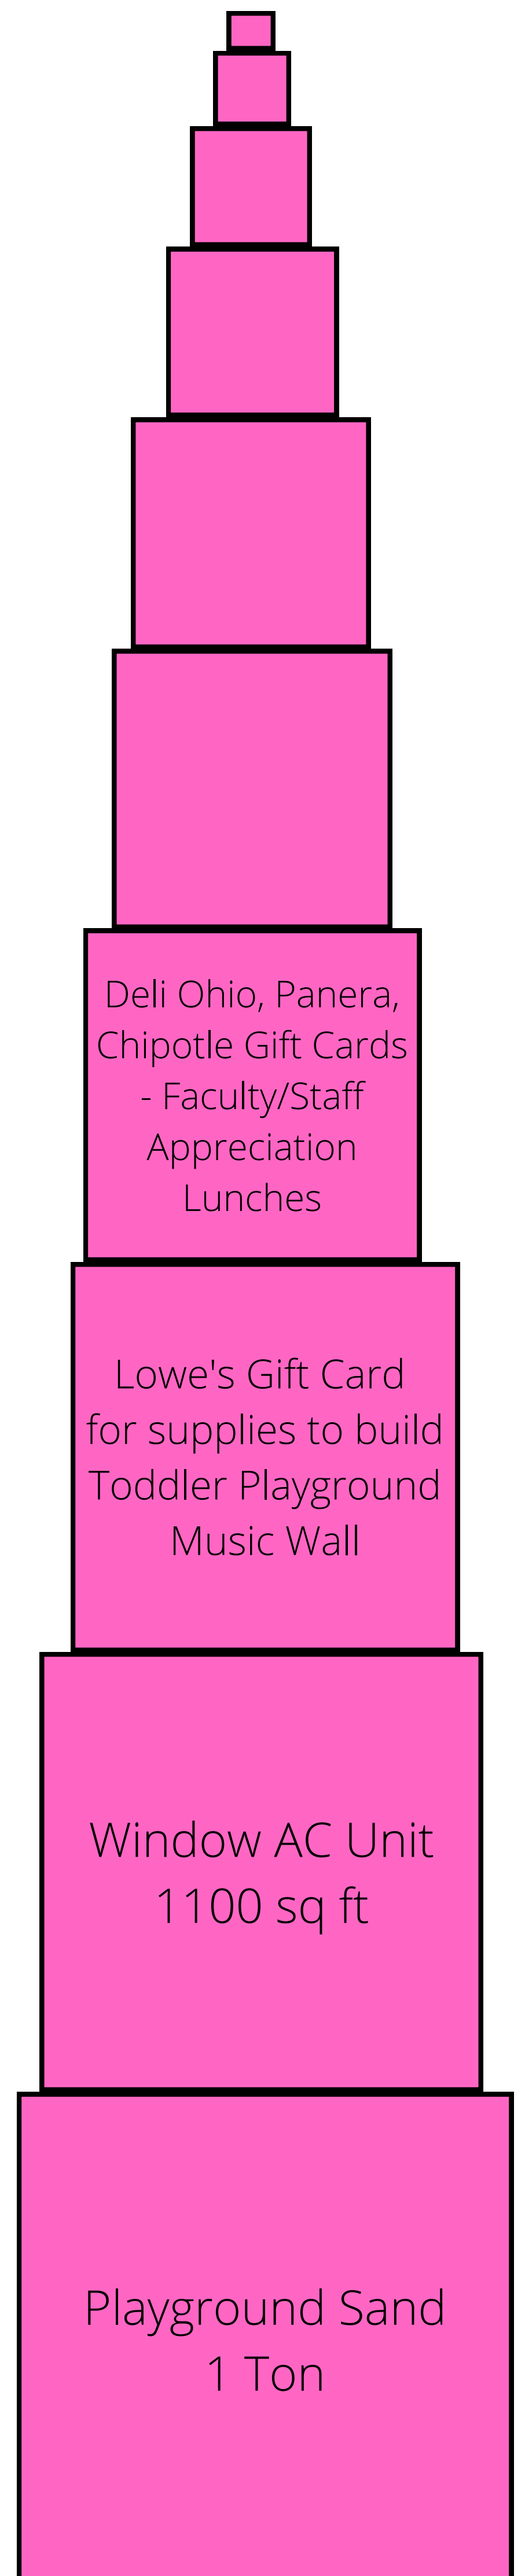 Deli Ohio, Panera,
Chipotle Gift Cards
- Faculty/Staff
Appreciation
Lunches
Lowe's Gift Card
for supplies to build
Toddler Playground
Music Wall
Window AC Unit
1100 sq ft
Playground Sand
1 Ton